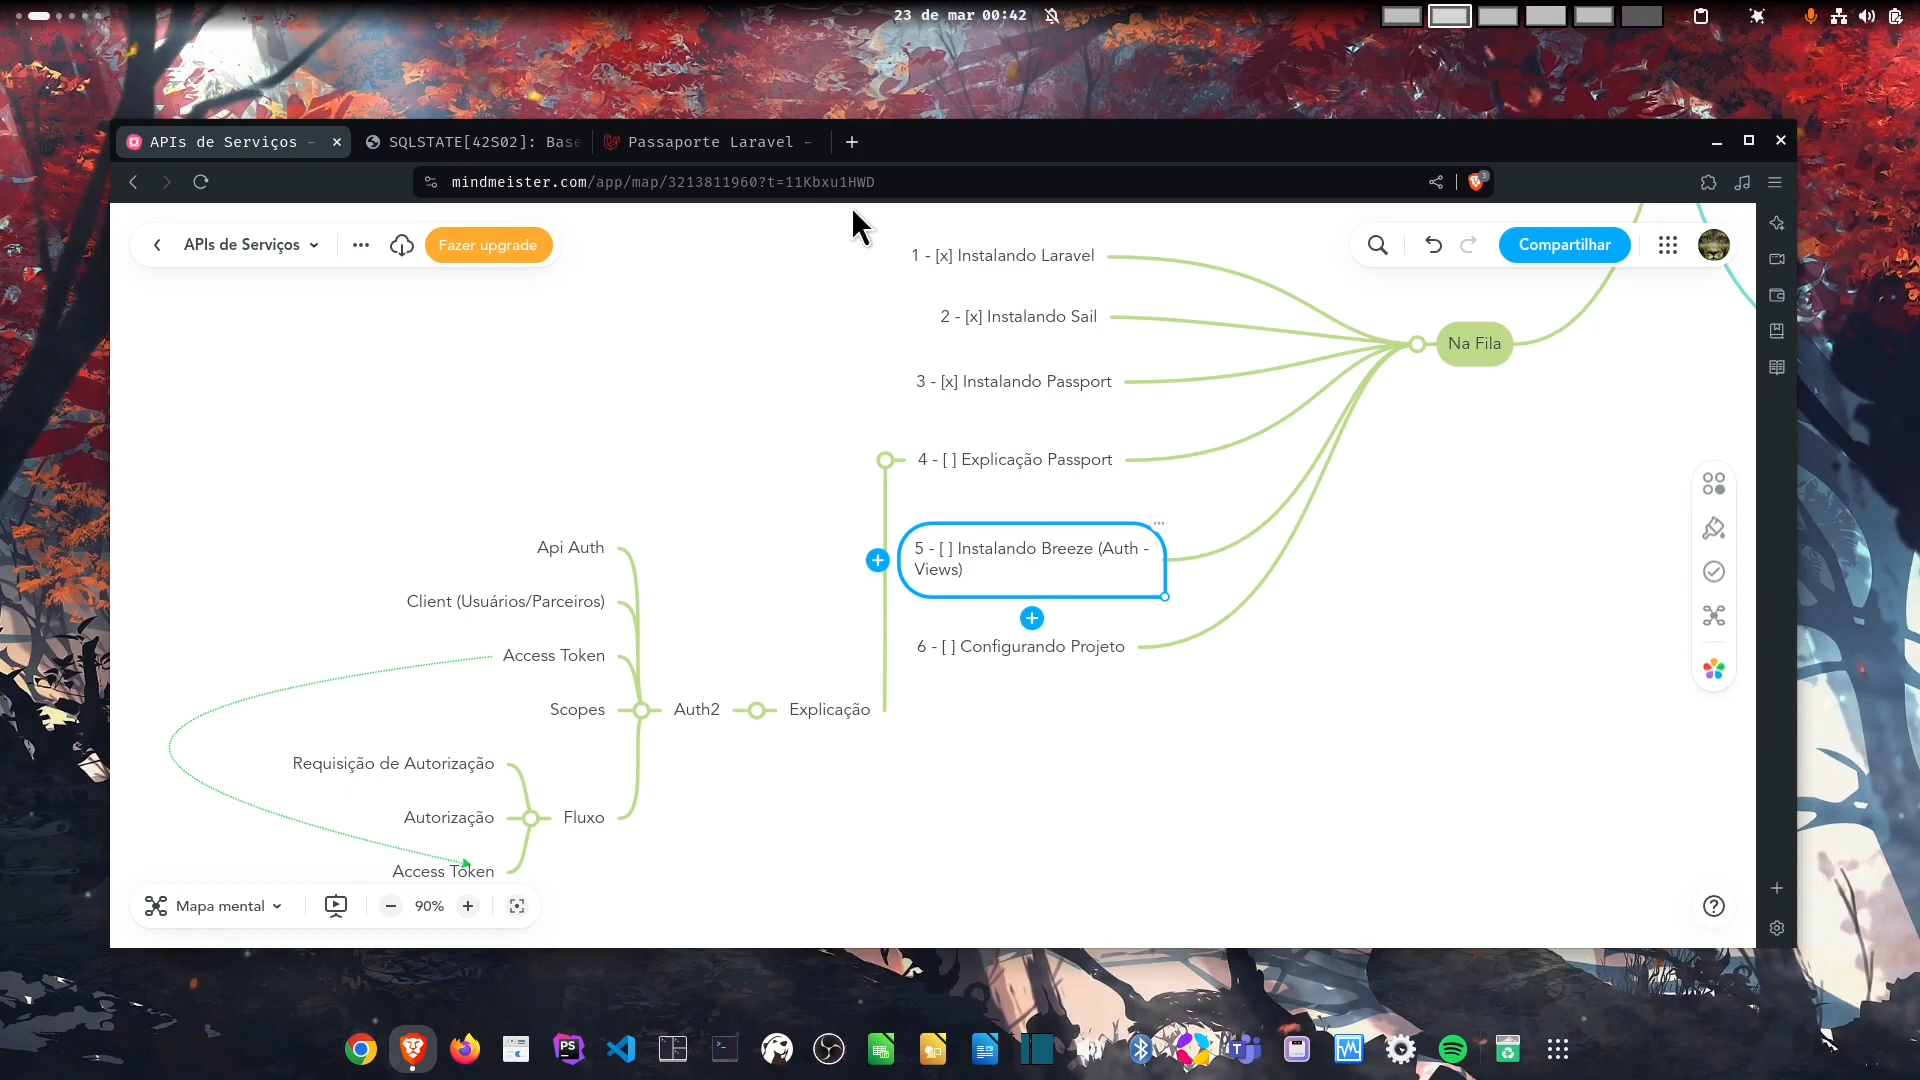 23 de mar 00:42
APIs de Serviços -
SQLSTATE[42S02]: Base
Passaporte Laravel -
mindmeister.com/app/map/3213811960?t=11Kbxu1HWD
3
APIs de Serviços
Fazer upgrade
Compartilhar
1 - [x] Instalando Laravel
2 - [x] Instalando Sail
Na Fila
3 - [x] Instalando Passport
4 - [ ] Explicação Passport
5 - [ ] Instalando Breeze (Auth -
Views)
6 - [ ] Configurando Projeto
Api Auth
Client (Usuários/Parceiros)
Access Token
Scopes
Auth2
Explicação
Requisição de Autorização
Autorização
Fluxo
Access Token
Mapa mental
90%
PS
T